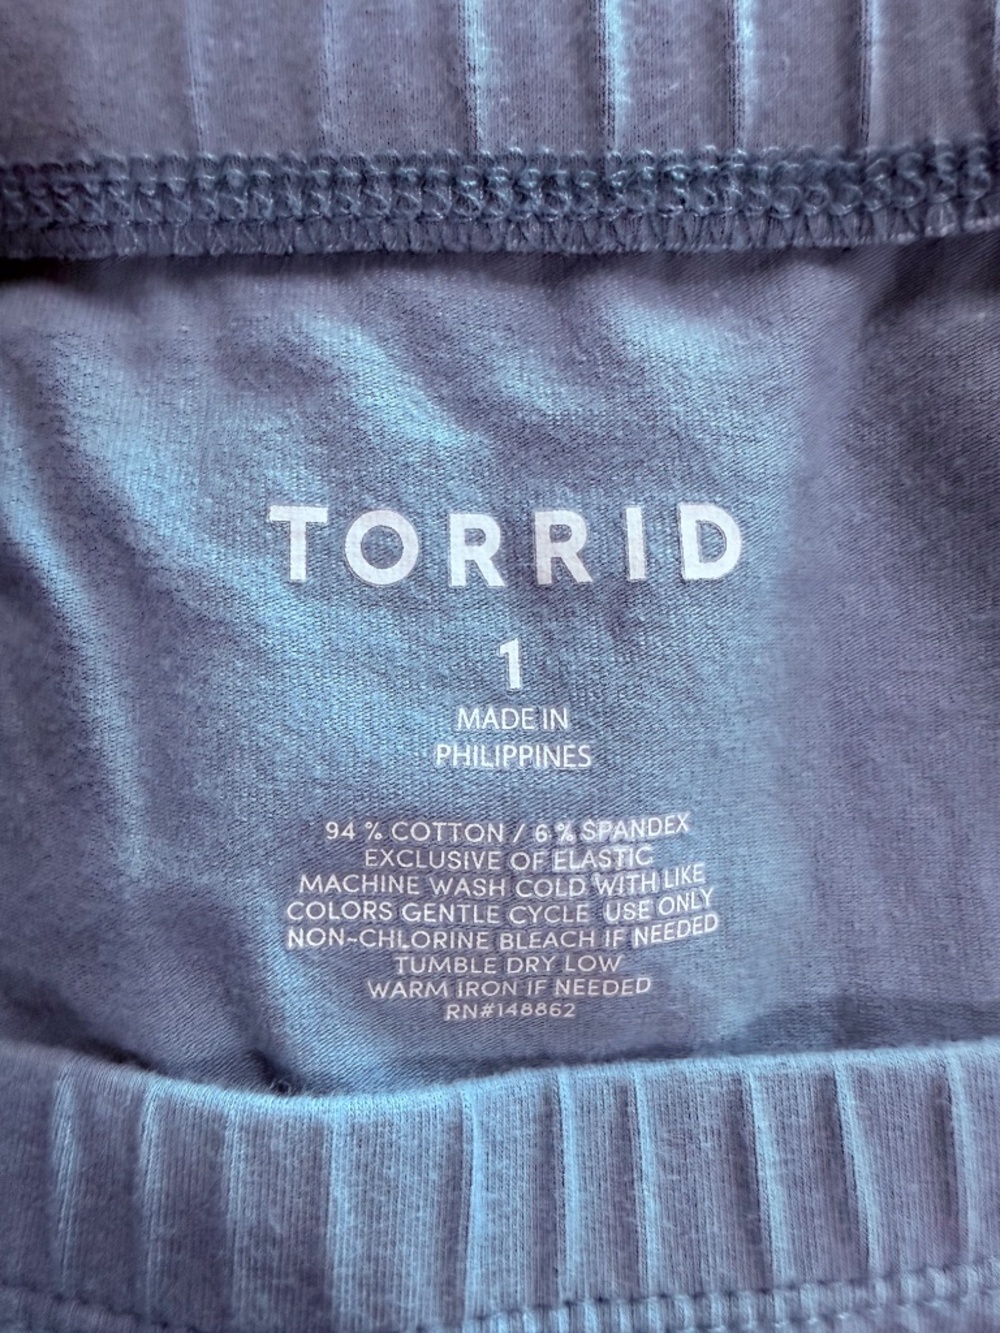 TORRID
1
MADE IN
PHILIPPINES
94 % COTTON / 6 % SPANDEX
EXCLUSIVE OF ELASTIC
MACHINE WASH COLD WITH LIKE
COLORS GENTLE CYCLE USE ONLY
NON-CHLORINE BLEACH IF NEEDED
TUMBLE DRY LOW
WARM IRON IF NEEDED
RN#148862